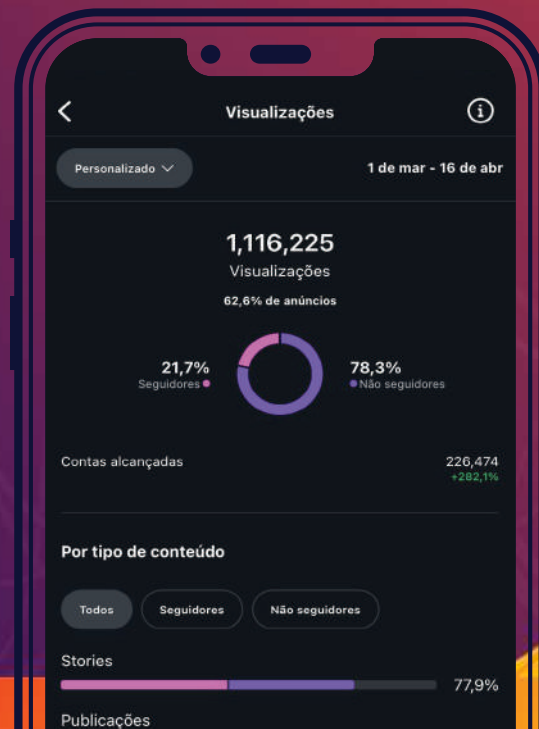 Visualizações
Personalizado
1 de mar - 16 de abr
1,116,225
Visualizações
62,6% de anúncios
21,7%
Seguidores
78,3%
Não seguidores
Contas alcançadas
226,474
+282,1%
Por tipo de conteúdo
Todos
Seguidores
Não seguidores
Stories
77,9%
Publicações